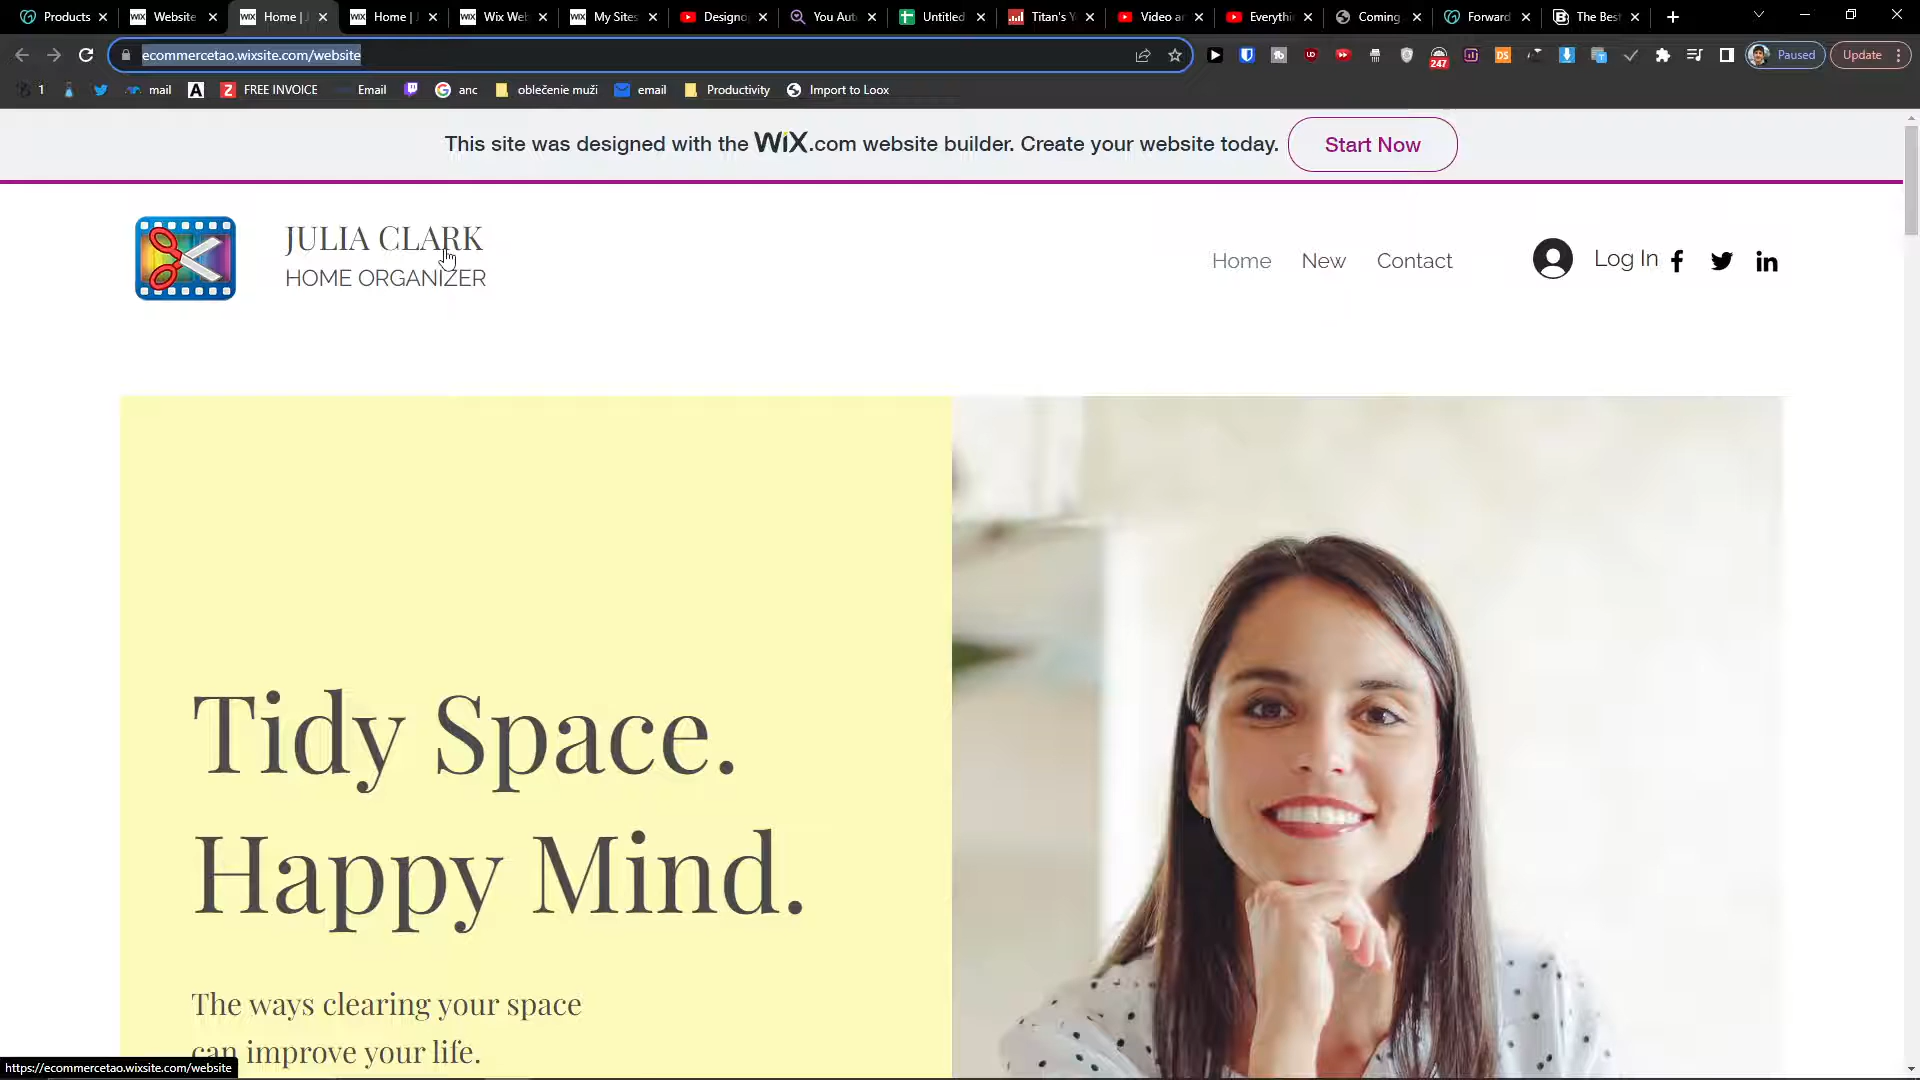 Products
Website
Home | J
Home | J
Wix Web
My Sites
Designo
You Aut
Untitled
Titan's Y
Video an
Everythi
Coming
Forward
The Best
ecommercetao.wixsite.com/website
247
Paused
Update
1
mail
FREE INVOICE
Email
anc
oblečenie muži
email
Productivity
Import to Loox
This site was designed with the WiX.com website builder. Create your website today.
Start Now
JULIA CLARK
HOME ORGANIZER
Home
New
Contact
Log In
Tidy Space.
Happy Mind.
The ways clearing your space
can improve your life.
https://ecommercetao.wixsite.com/website